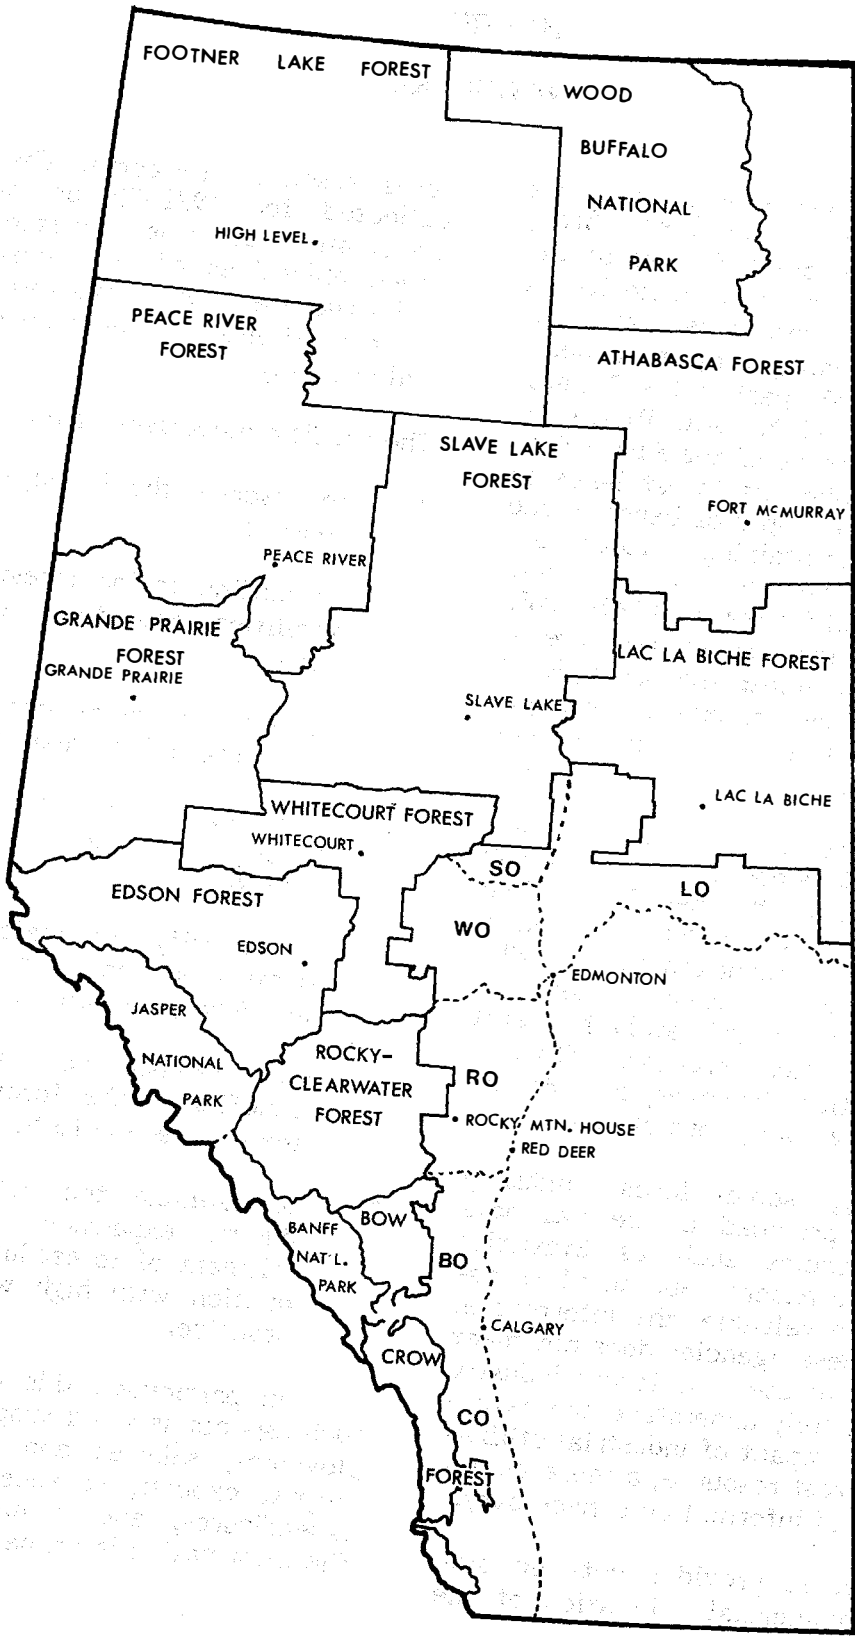 FOOTNER LAKE FOREST
WOOD
BUFFALO
NATIONAL
PARK
HIGH LEVEL
PEACE RIVER
FOREST
ATHABASCA FOREST
SLAVE LAKE
FOREST
FORT McMURRAY
PEACE RIVER
GRANDE PRAIRIE
FOREST
GRANDE PRAIRIE
LAC LA BICHE FOREST
SLAVE LAKE
LAC LA BICHE
WHITECOURT FOREST
WHITECOURT
SO
LO
EDSON FOREST
WO
EDSON
EDMONTON
JASPER
NATIONAL
PARK
ROCKY-
CLEARWATER
FOREST
RO
ROCKY MTN. HOUSE
RED DEER
BOW
BANFF
NAT'L.
PARK
BO
CALGARY
CROW
CO
FOREST